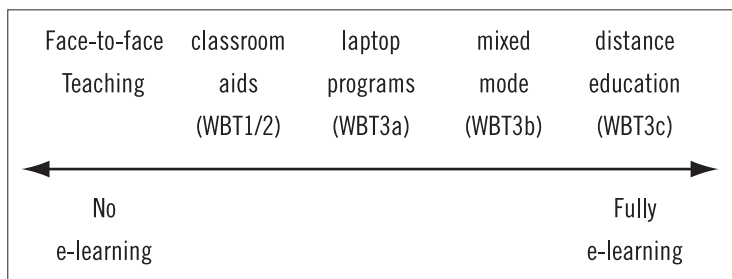 Face-to-face classroom laptop mixed distance
Teaching aids programs mode education
(WBT1/2) (WBT3a) (WBT3b) (WBT3c)
No Fully
e-learning e-learning